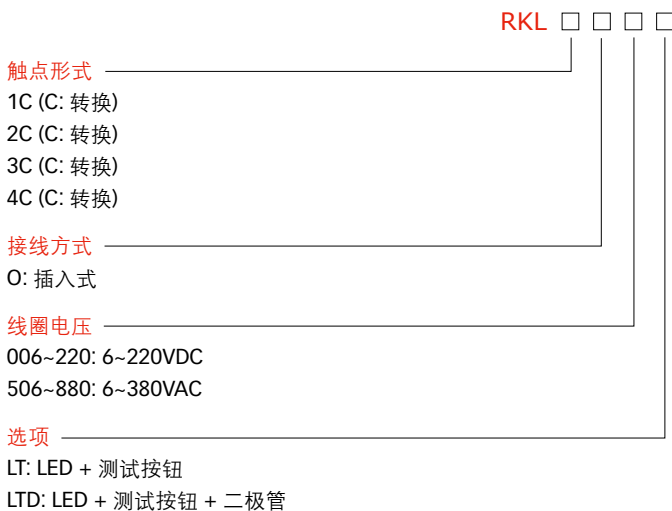 RKL □ □ □ □
触点形式
1C (C: 转换)
2C (C: 转换)
3C (C: 转换)
4C (C: 转换)
接线方式
O: 插入式
线圈电压
006~220: 6~220VDC
506~880: 6~380VAC
选项
LT: LED + 测试按钮
LTD: LED + 测试按钮 + 二极管